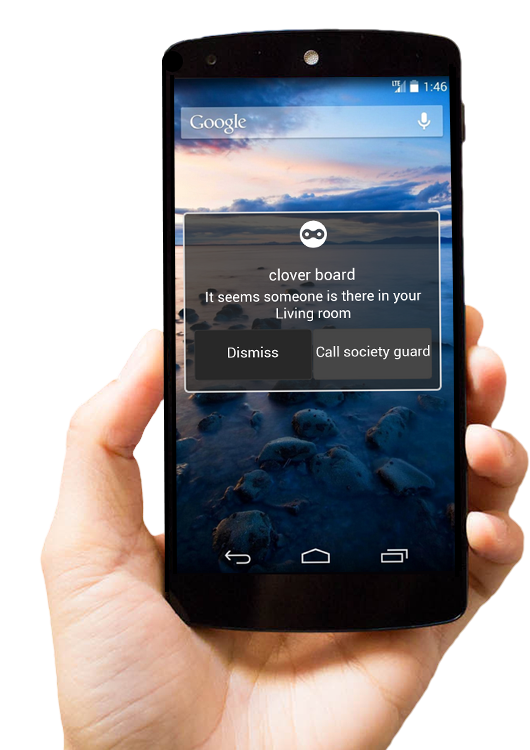 LTE 1:46
Google
clover board
It seems someone is there in your
Living room
Dismiss Call society guard